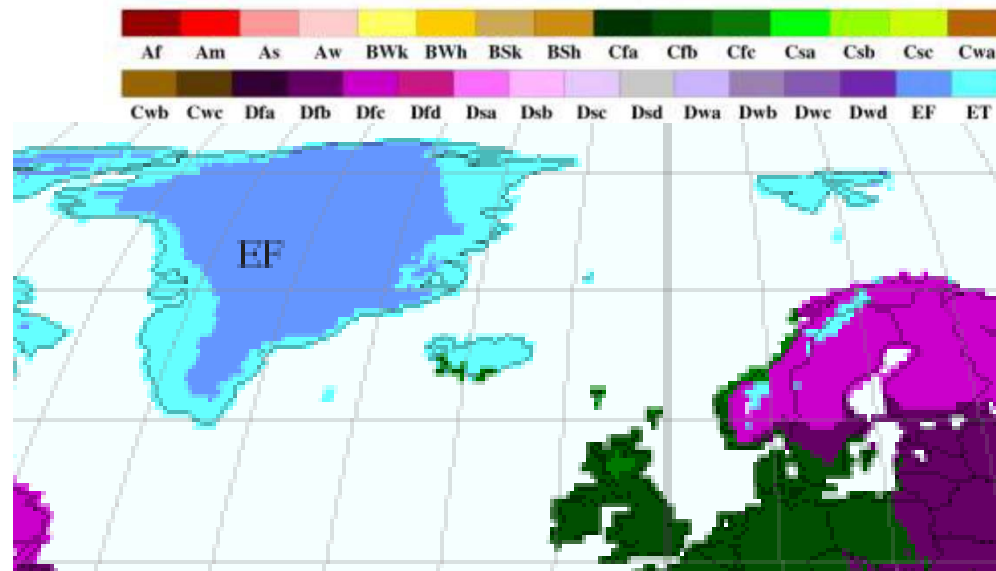 Af Am As Aw BWk BWh BSk BSh Cfa Cfb Cfc Csa Csb Csc Cwa
Cwb Cwc Dfa Dfb Dfc Dfd Dsa Dsb Dsc Dsd Dwa Dwb Dwc Dwd EF ET
EF